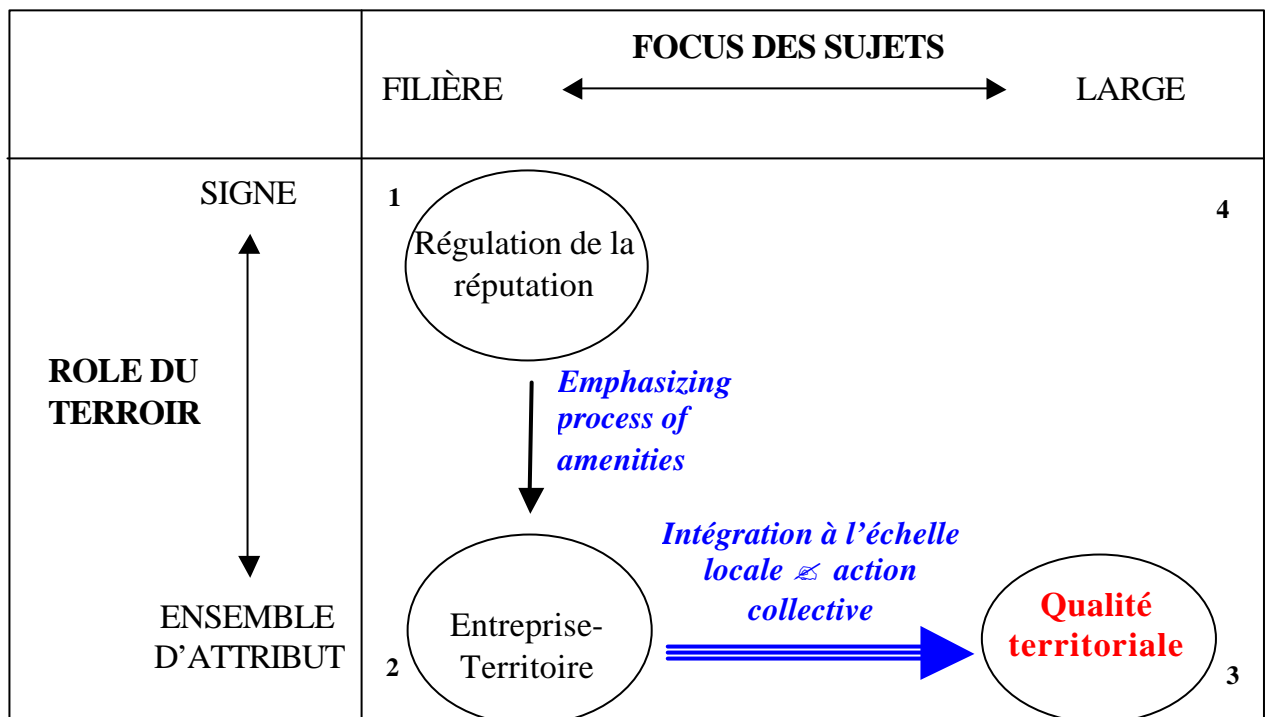 FOCUS DES SUJETS
FILIÈRE
LARGE
SIGNE
1
4
Régulation de la
réputation
ROLE DU
TERROIR
Emphasizing
process of
amenities
Intégration à l'échelle
locale ✍ action
collective
ENSEMBLE
D'ATTRIBUT
Entreprise-
Territoire
2
Qualité
territoriale
3